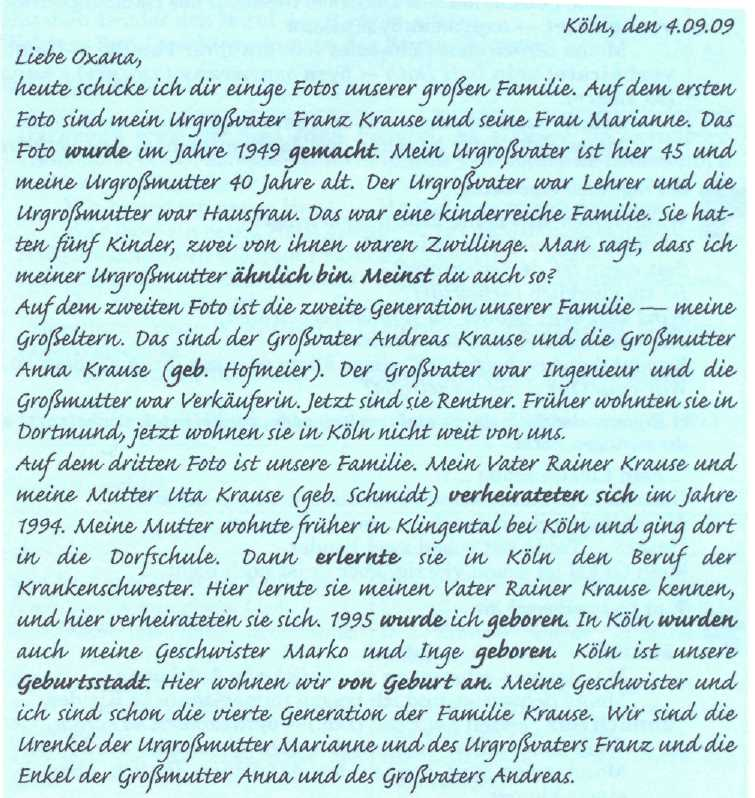 Köln, den 4.09.09
Liebe Oxana,
heute schicke ich dir einige Fotos unserer großen Familie. Auf dem ersten
Foto sind mein Urgroßvater Franz Krause und seine Frau Marianne. Das
Foto wurde im Jahre 1949 gemacht. Mein Urgroßvater ist hier 45 und
meine Urgroßmutter 40 Jahre alt. Der Urgroßvater war Lehrer und die
Urgroßmutter war Hausfrau. Das war eine kinderreiche Familie. Sie hat-
ten fünf Kinder, zwei von ihnen waren Zwillinge. Man sagt, dass ich
meiner Urgroßmutter ähnlich bin. Meinst du auch so?
Auf dem zweiten Foto ist die zweite Generation unserer Familie — meine
Großeltern. Das sind der Großvater Andreas Krause und die Großmutter
Anna Krause (geb. Hofmeier). Der Großvater war Ingenieur und die
Großmutter war Verkäuferin. Jetzt sind sie Rentner. Früher wohnten sie in
Dortmund, jetzt wohnen sie in Köln nicht weit von uns.
Auf dem dritten Foto ist unsere Familie. Mein Vater Rainer Krause und
meine Mutter Uta Krause (geb. Schmidt) verheirateten sich im Jahre
1994. Meine Mutter wohnte früher in Klingental bei Köln und ging dort
in die Dorfschule. Dann erlernte sie in Köln den Beruf der
Krankenschwester. Hier lernte sie meinen Vater Rainer Krause kennen,
und hier verheirateten sie sich. 1995 wurde ich geboren. In Köln wurden
auch meine Geschwister Marko und Inge geboren. Köln ist unsere
Geburtsstadt. Hier wohnen wir von Geburt an. Meine Geschwister und
ich sind schon die vierte Generation der Familie Krause. Wir sind die
Urenkel der Urgroßmutter Marianne und des Urgroßvaters Franz und die
Enkel der Großmutter Anna und des Großvaters Andreas.